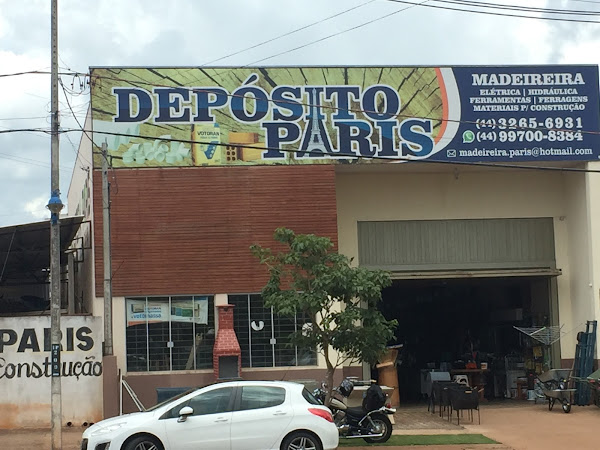 DEPÓSITO
PARIS
VOTORAN
MADEIREIRA
ELÉTRICA | HIDRÁULICA
FERRAMENTAS | FERRAGENS
MATERIAIS P/ CONSTRUÇÃO
(44) 3265-6931
(44) 99700-8384
madeireira.paris@hotmail.com
PARIS
Construção